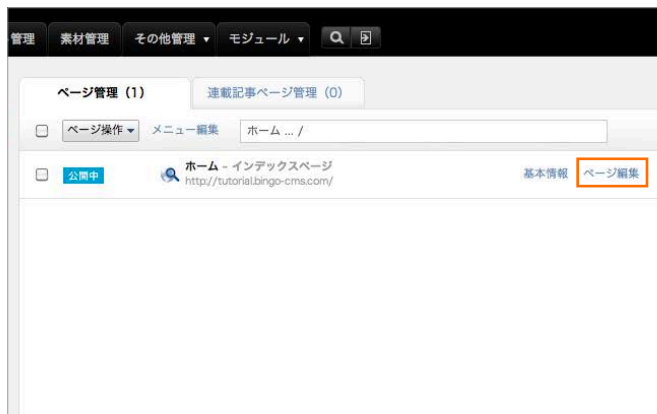 管理 素材管理 その他管理 ▼ モジュール ▼
ページ管理（1） 連載記事ページ管理（0）
ページ操作▼ メニュー編集 ホーム ... /
公開中 ホーム – インデックスページ 基本情報 ページ編集
http://tutorial.bingo-cms.com/